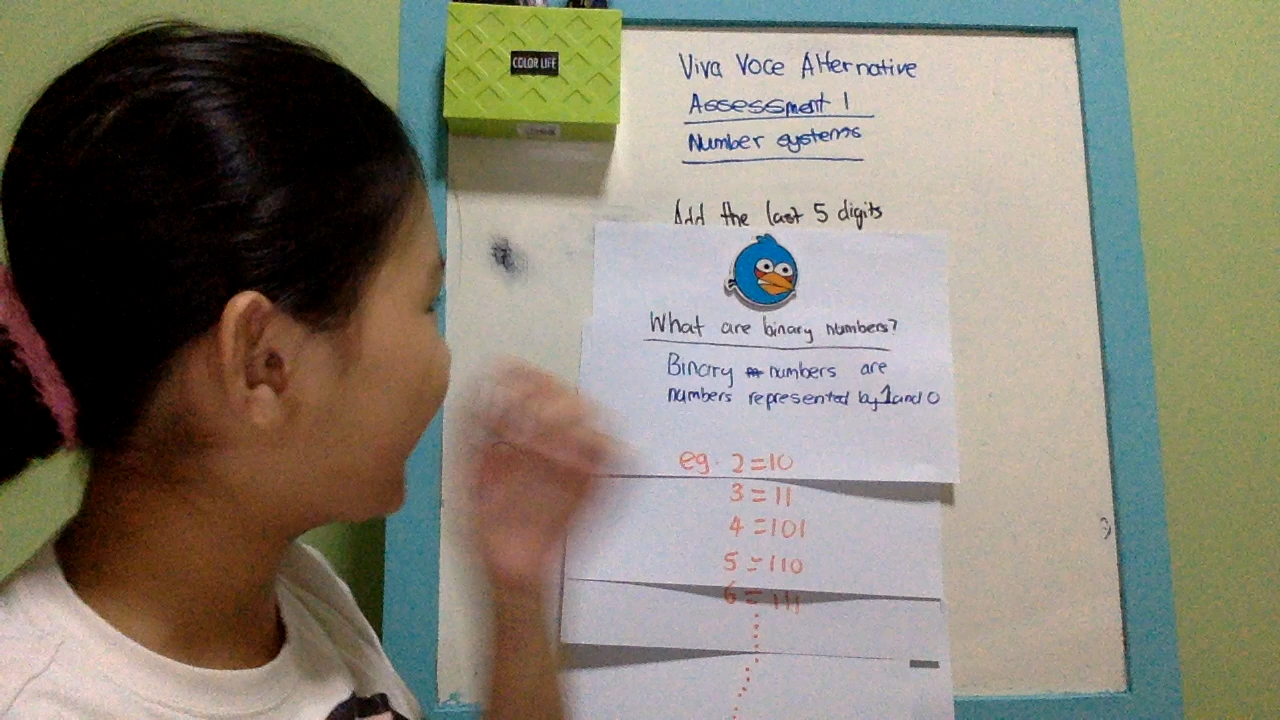 COLOR LIFE
Viva Voce Alternative
Assessment 1
Number systems
Add the last 5 digits
What are binary numbers?
Binary numbers are
numbers represented by 1 and 0
eg. 2 = 10
3 = 11
4 = 101
5 = 110
6 = 111